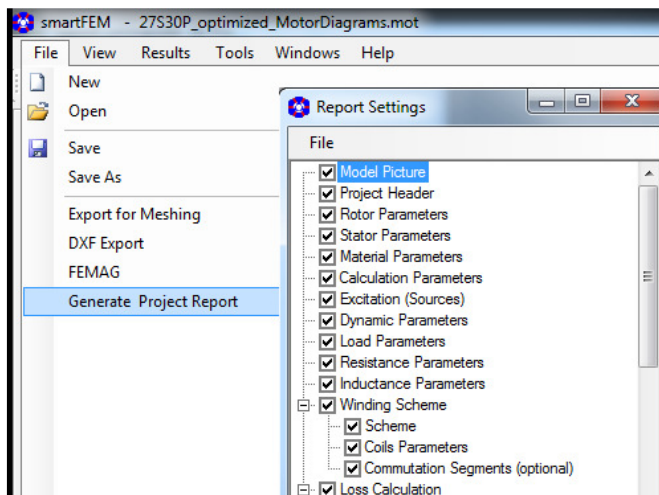 smartFEM - 27S30P_optimized_MotorDiagrams.mot
File View Results Tools Windows Help
New
Open
Save
Save As
Export for Meshing
DXF Export
FEMAG
Generate Project Report
Report Settings
File
Model Picture
Project Header
Rotor Parameters
Stator Parameters
Material Parameters
Calculation Parameters
Excitation (Sources)
Dynamic Parameters
Load Parameters
Resistance Parameters
Inductance Parameters
Winding Scheme
Scheme
Coils Parameters
Commutation Segments (optional)
Loss Calculation